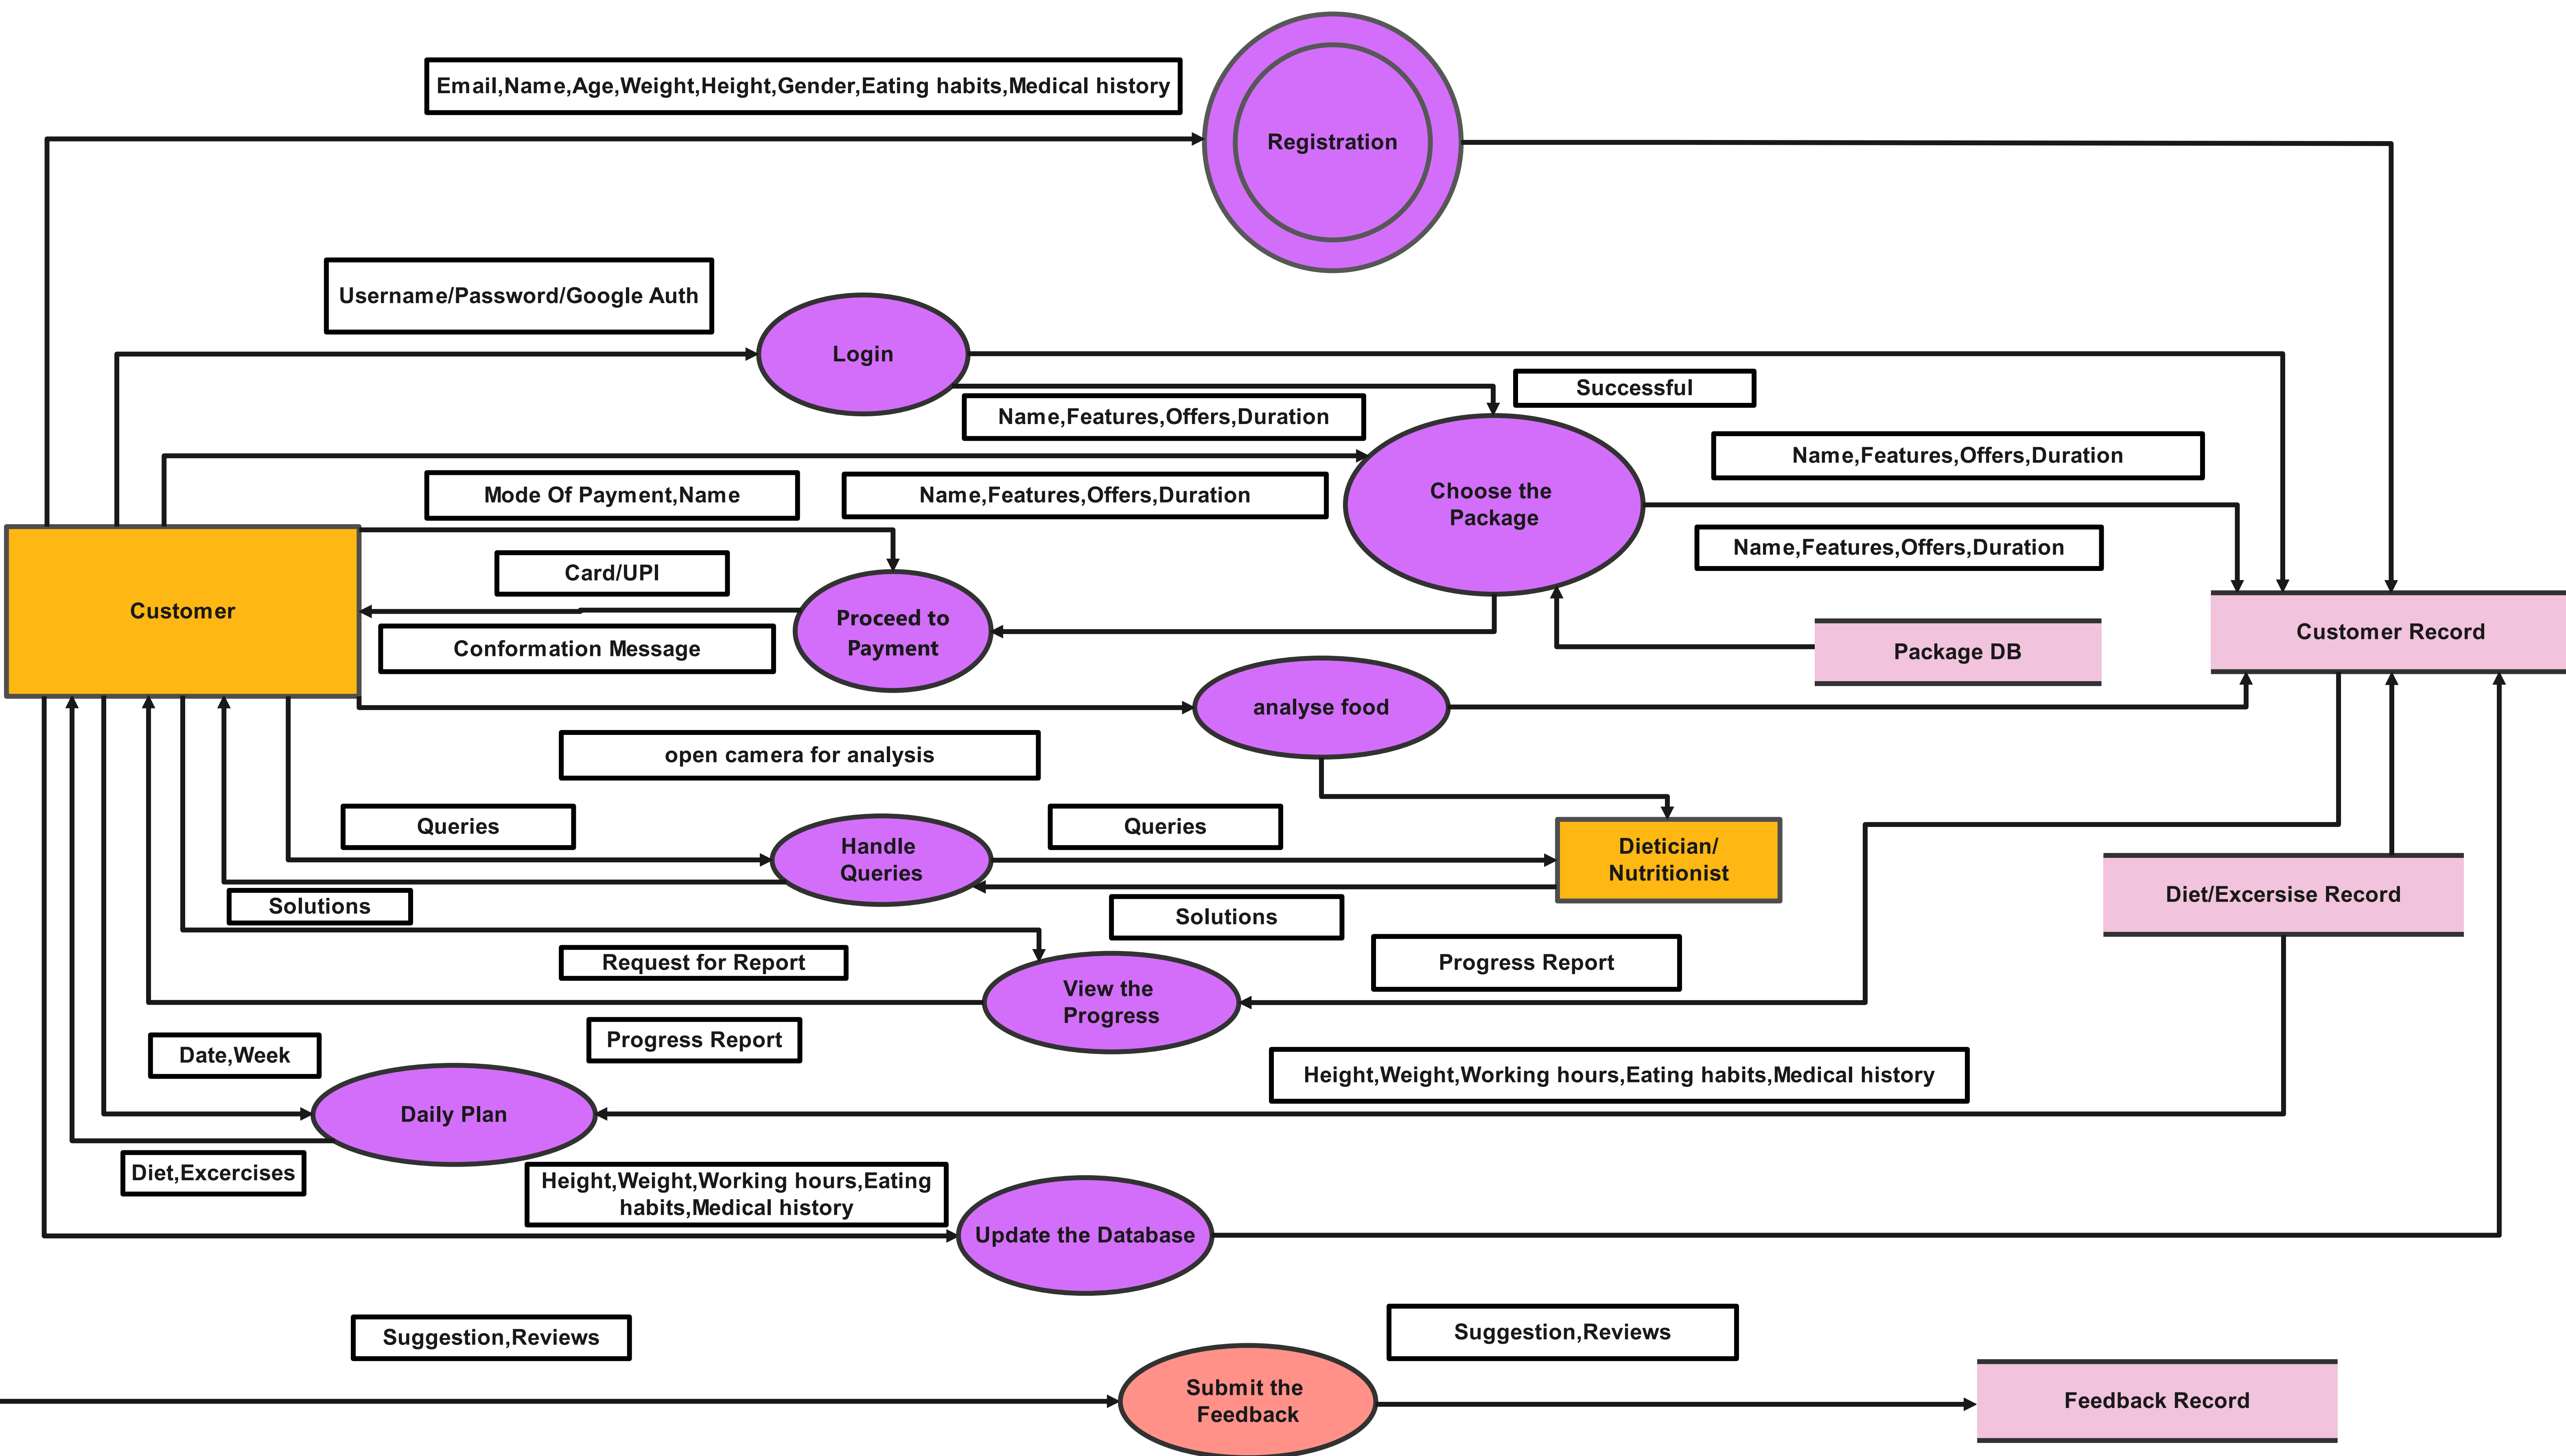 Email,Name,Age,Weight,Height,Gender,Eating habits,Medical history
Registration
Username/Password/Google Auth
Login
Successful
Name,Features,Offers,Duration
Name,Features,Offers,Duration
Mode Of Payment,Name
Name,Features,Offers,Duration
Choose the
Package
Name,Features,Offers,Duration
Card/UPI
Customer
Proceed to
Payment
Conformation Message
Package DB
Customer Record
analyse food
open camera for analysis
Queries
Handle
Queries
Queries
Dietician/
Nutritionist
Diet/Excersise Record
Solutions
Solutions
Request for Report
Progress Report
View the
Progress
Progress Report
Date,Week
Height,Weight,Working hours,Eating habits,Medical history
Daily Plan
Diet,Excercises
Height,Weight,Working hours,Eating
habits,Medical history
Update the Database
Suggestion,Reviews
Suggestion,Reviews
Submit the
Feedback
Feedback Record